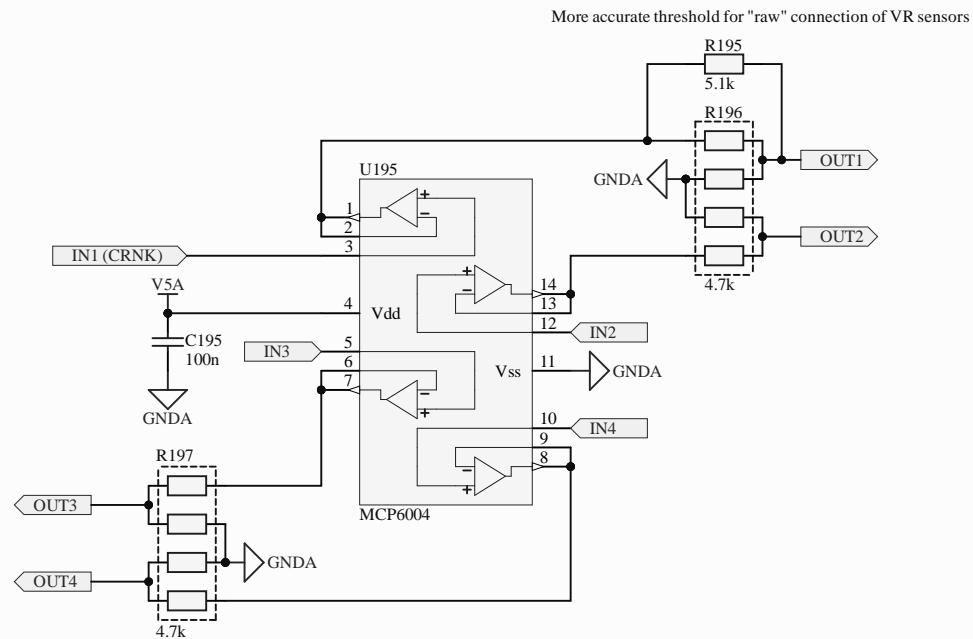 More accurate threshold for "raw" connection of VR sensors
R195
5.1k
R196
OUT1
GNDA
OUT2
4.7k
U195
1
2
3
IN1 (CRNK)
+
−
V5A
4
Vdd
C195
100n
GNDA
+
−
14
13
12
IN2
IN3
5
6
7
−
+
Vss
11
GNDA
10
IN4
9
8
−
+
MCP6004
R197
OUT3
GNDA
OUT4
4.7k